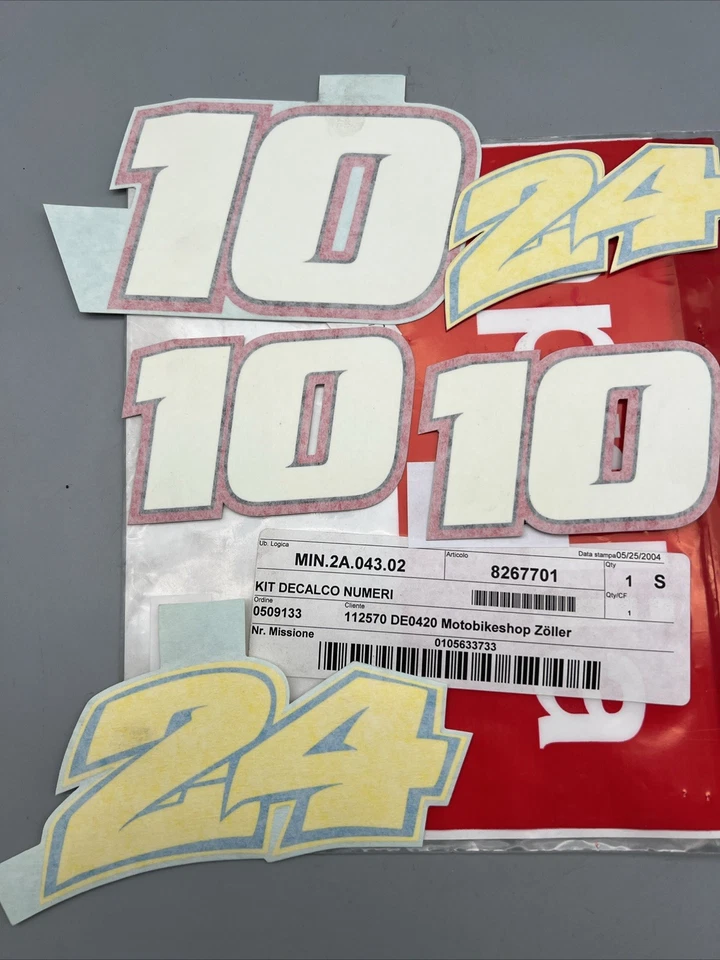 10
24
10
10
Ub. Logica
MIN.2A.043.02
Articolo
8267701
Data stampa 05/25/2004
Qty
1 S
KIT DECALCO NUMERI
Qty/CF
1
Ordine
0509133
Cliente
112570 DE0420 Motobikeshop Zöller
Nr. Missione
0105633733
24